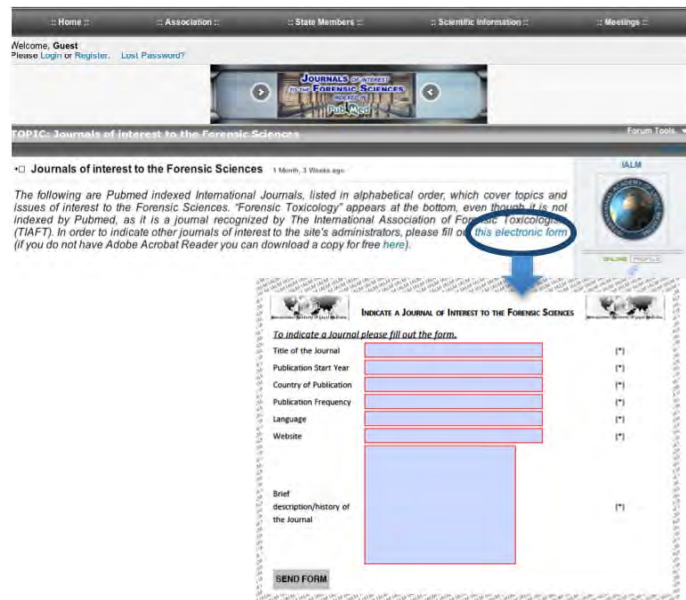 :: Home :: :: Association :: :: State Members :: :: Scientific Information :: :: Meetings ::
Welcome, Guest
Please Login or Register. Lost Password?
JOURNALS OF INTEREST
TO THE FORENSIC SCIENCES
INDEXED IN
PubMed
TOPIC: Journals of interest to the Forensic Sciences
Forum Tools
Journals of interest to the Forensic Sciences 1 Month, 3 Weeks ago
IALM
The following are Pubmed indexed International Journals, listed in alphabetical order, which cover topics and
issues of interest to the Forensic Sciences. "Forensic Toxicology" appears at the bottom, even though it is not
indexed by Pubmed, as it is a journal recognized by The International Association of Forensic Toxicologists
(TIAFT). In order to indicate other journals of interest to the site's administrators, please fill out this electronic form
(if you do not have Adobe Acrobat Reader you can download a copy for free here).
ONLINE PROFILE
INDICATE A JOURNAL OF INTEREST TO THE FORENSIC SCIENCES
To indicate a Journal please fill out the form.
Title of the Journal (*)
Publication Start Year (*)
Country of Publication (*)
Publication Frequency (*)
Language (*)
Website (*)
Brief
description/history of (*)
the Journal
SEND FORM